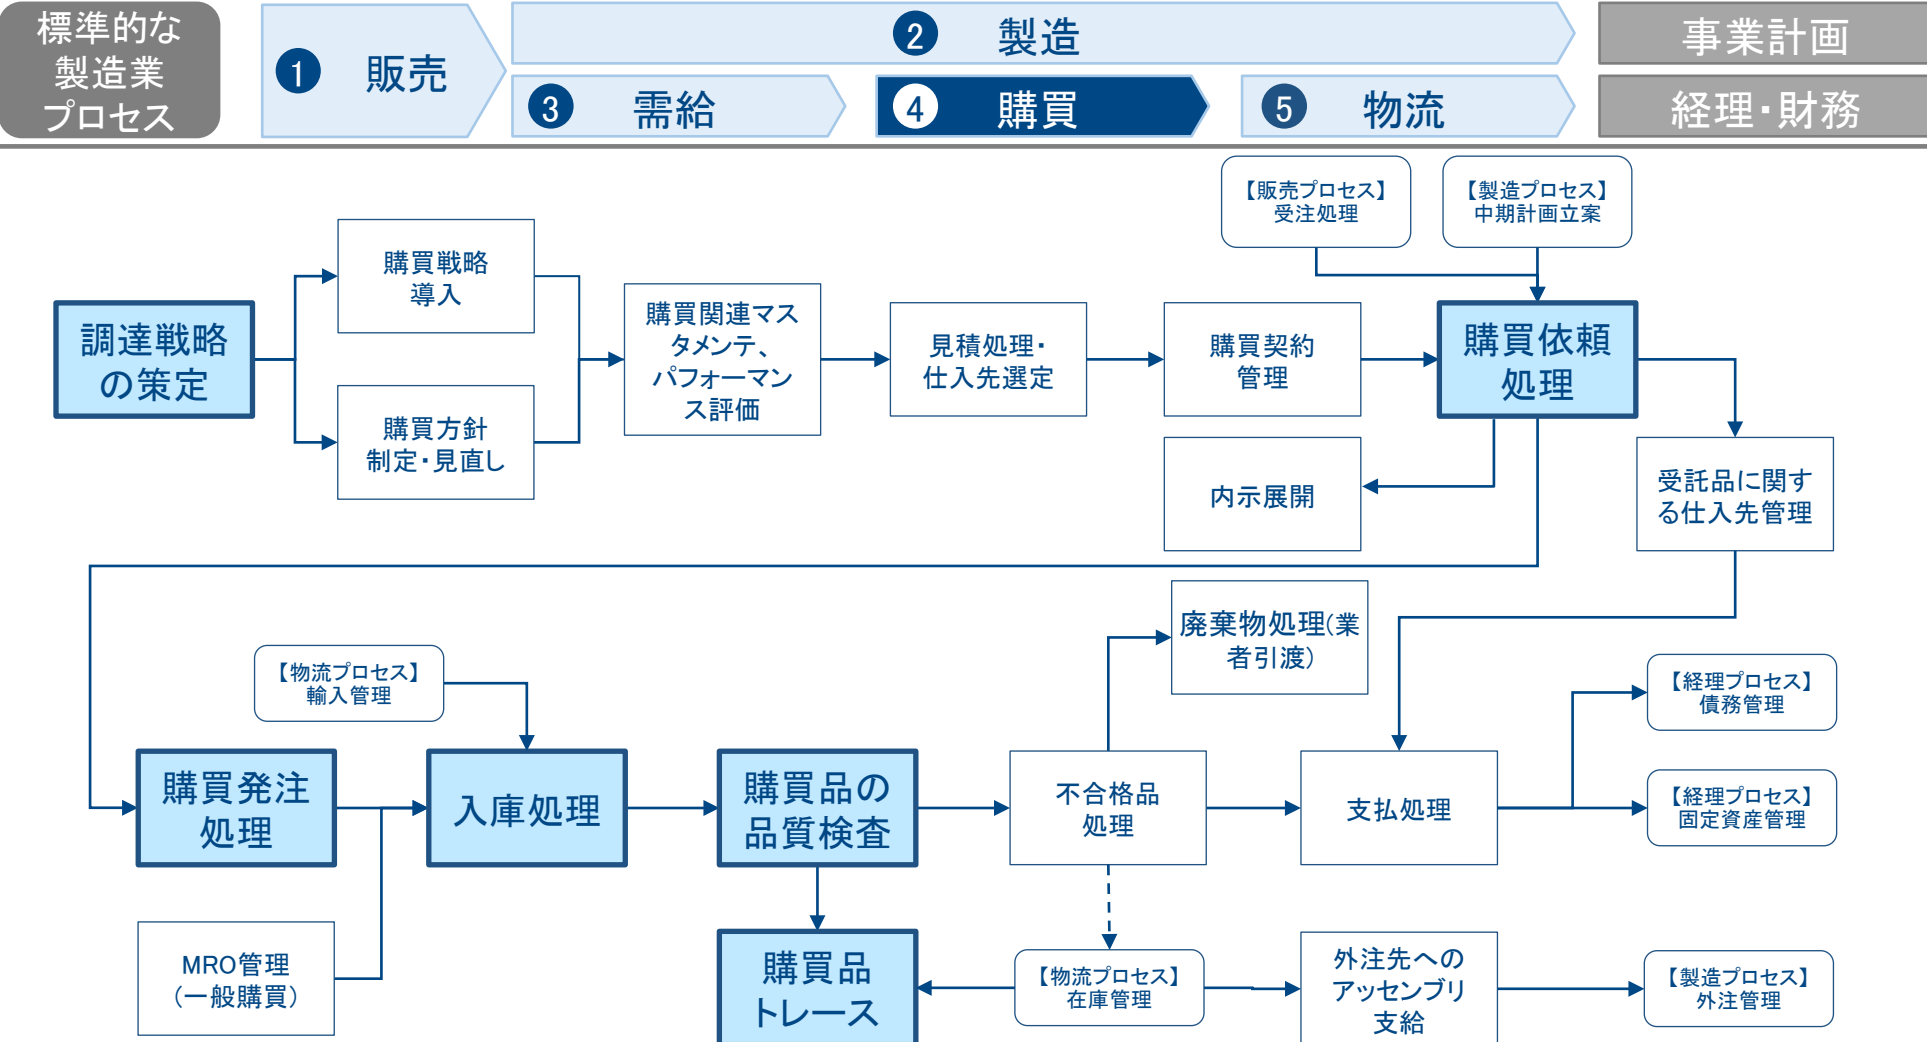 標準的な
製造業
プロセス
1 販売
2 製造
3 需給
4 購買
5 物流
事業計画
経理・財務
【販売プロセス】
受注処理
【製造プロセス】
中期計画立案
調達戦略
の策定
購買戦略
導入
購買方針
制定・見直し
購買関連マス
タメンテ、
パフォーマン
ス評価
見積処理・
仕入先選定
購買契約
管理
購買依頼
処理
内示展開
受託品に関す
る仕入先管理
廃棄物処理(業
者引渡)
【物流プロセス】
輸入管理
【経理プロセス】
債務管理
購買発注
処理
入庫処理
購買品の
品質検査
不合格品
処理
支払処理
【経理プロセス】
固定資産管理
MRO管理
(一般購買)
購買品
トレース
【物流プロセス】
在庫管理
外注先への
アッセンブリ
支給
【製造プロセス】
外注管理